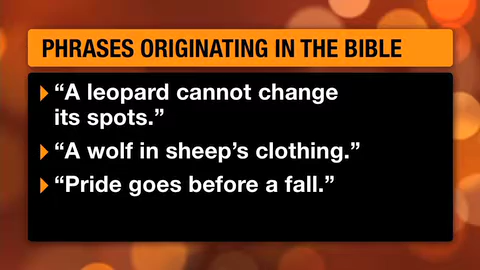 PHRASES ORIGINATING IN THE BIBLE
“A leopard cannot change
its spots.”
“A wolf in sheep’s clothing.”
“Pride goes before a fall.”